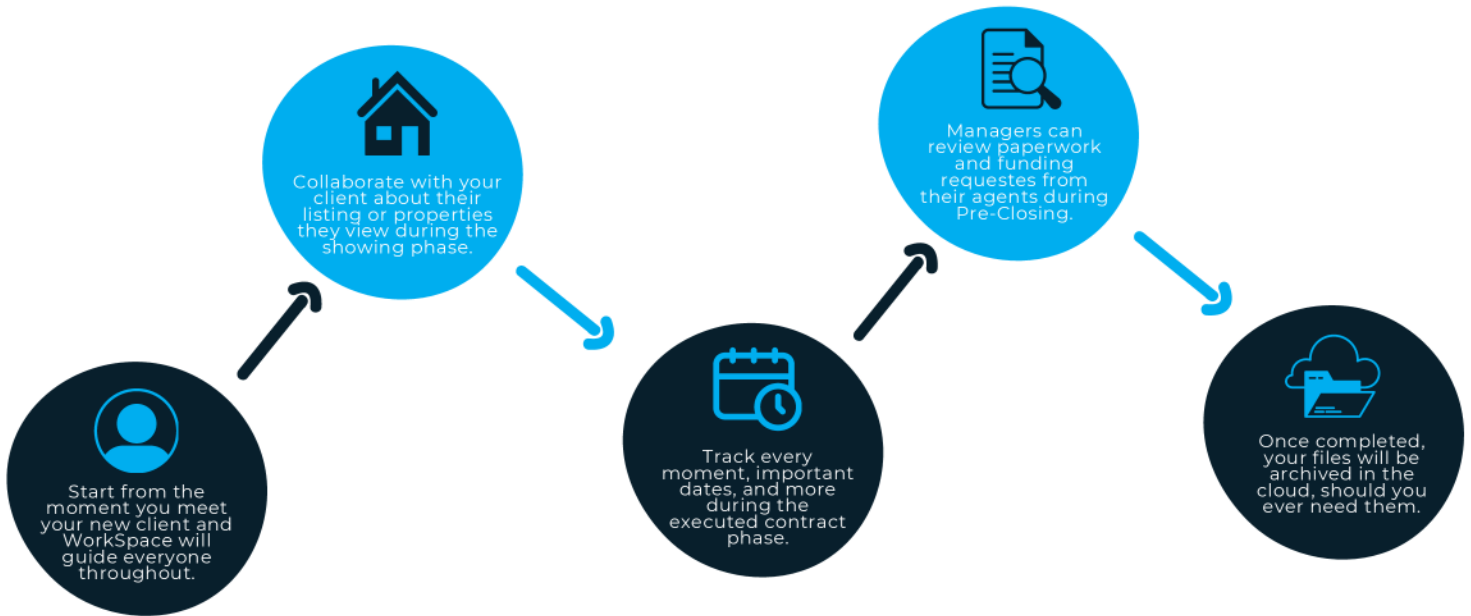 Start from the
moment you meet
your new client and
WorkSpace will
guide everyone
throughout.
Collaborate with your
client about their
listing or properties
they view during the
showing phase.
Track every
moment, important
dates, and more
during the
executed contract
phase.
Managers can
review paperwork
and funding
requestes from
their agents during
Pre-Closing.
Once completed,
your files will be
archived in the
cloud, should you
ever need them.